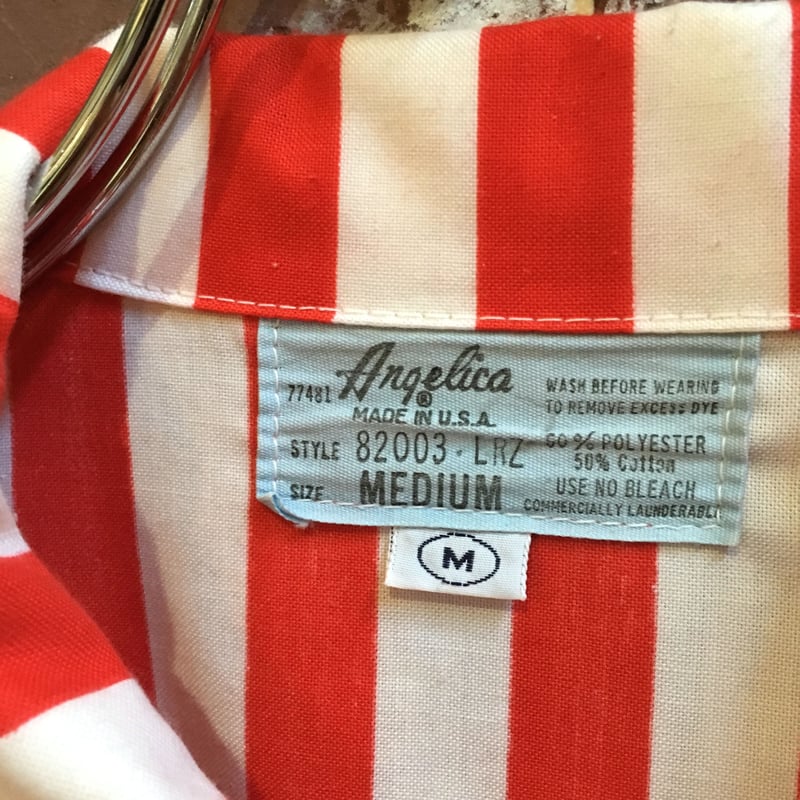 77481 Angelica®
MADE IN U.S.A.
STYLE 82003-LRZ
SIZE MEDIUM
WASH BEFORE WEARING
TO REMOVE EXCESS DYE
% POLYESTER
50% Cotton
USE NO BLEACH
COMMERCIALLY LAUNDERABLE
M